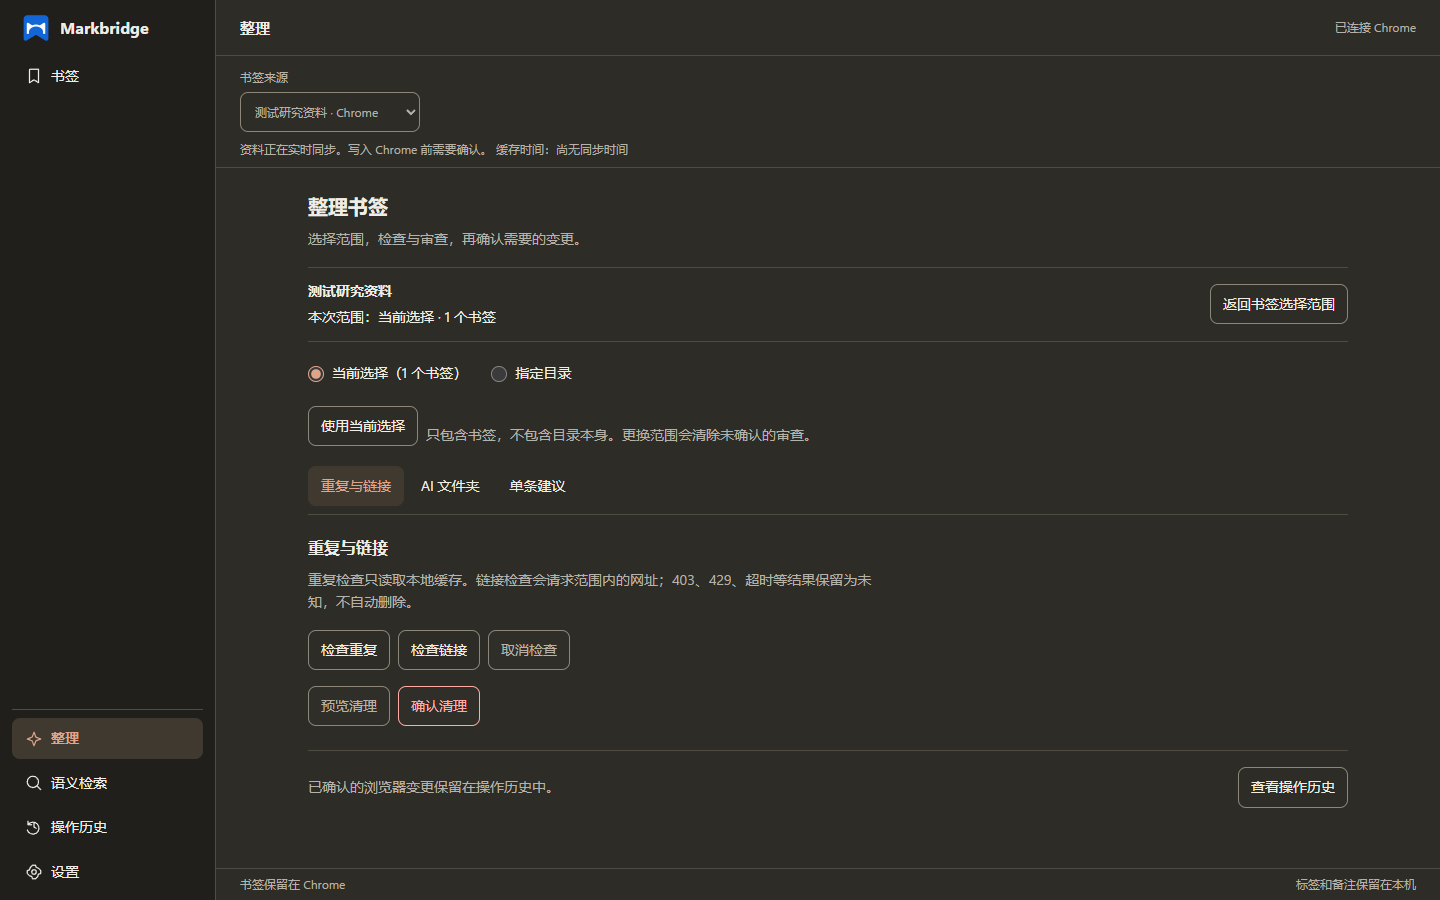 Markbridge
书签
整理
语义检索
操作历史
设置
整理
已连接 Chrome
书签来源
测试研究资料 · Chrome
资料正在实时同步。写入 Chrome 前需要确认。 缓存时间：尚无同步时间
整理书签
选择范围，检查与审查，再确认需要的变更。
测试研究资料
本次范围：当前选择 · 1 个书签
返回书签选择范围
当前选择（1 个书签）
指定目录
使用当前选择
只包含书签，不包含目录本身。更换范围会清除未确认的审查。
重复与链接
AI 文件夹
单条建议
重复与链接
重复检查只读取本地缓存。链接检查会请求范围内的网址；403、429、超时等结果保留为未
知，不自动删除。
检查重复
检查链接
取消检查
预览清理
确认清理
已确认的浏览器变更保留在操作历史中。
查看操作历史
书签保留在 Chrome
标签和备注保留在本机